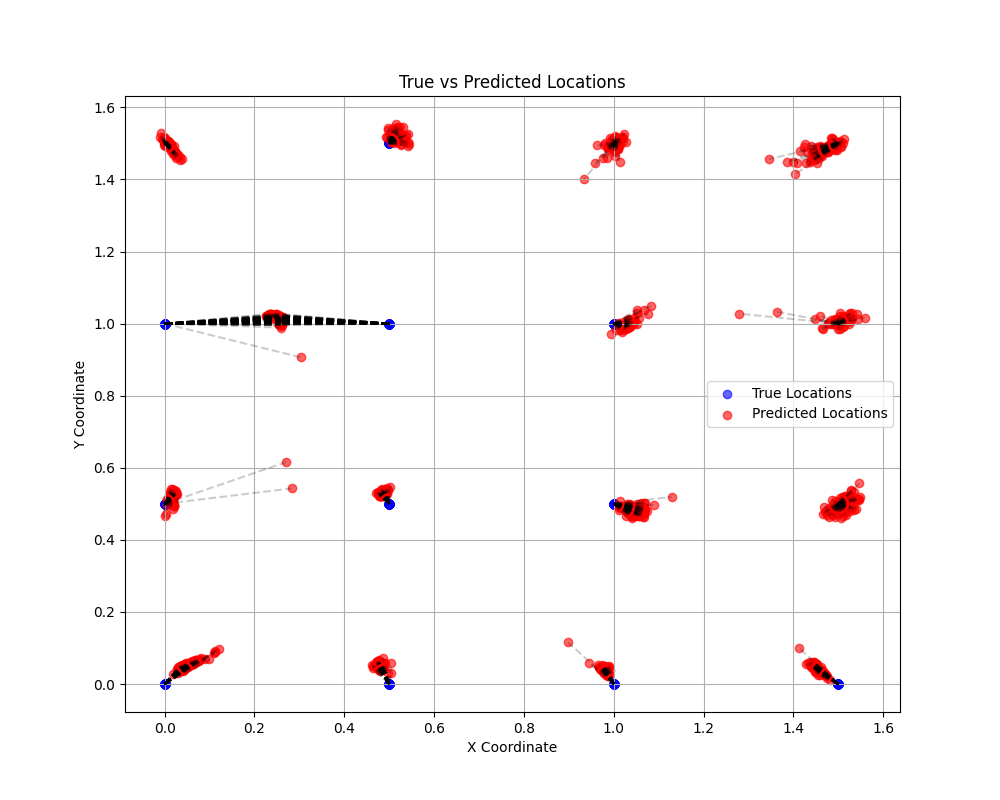 True vs Predicted Locations
1.6
1.4
1.2
1.0
0.8
0.6
0.4
0.2
0.0
Y Coordinate
True Locations
Predicted Locations
0.0 0.2 0.4 0.6 0.8 1.0 1.2 1.4 1.6
X Coordinate